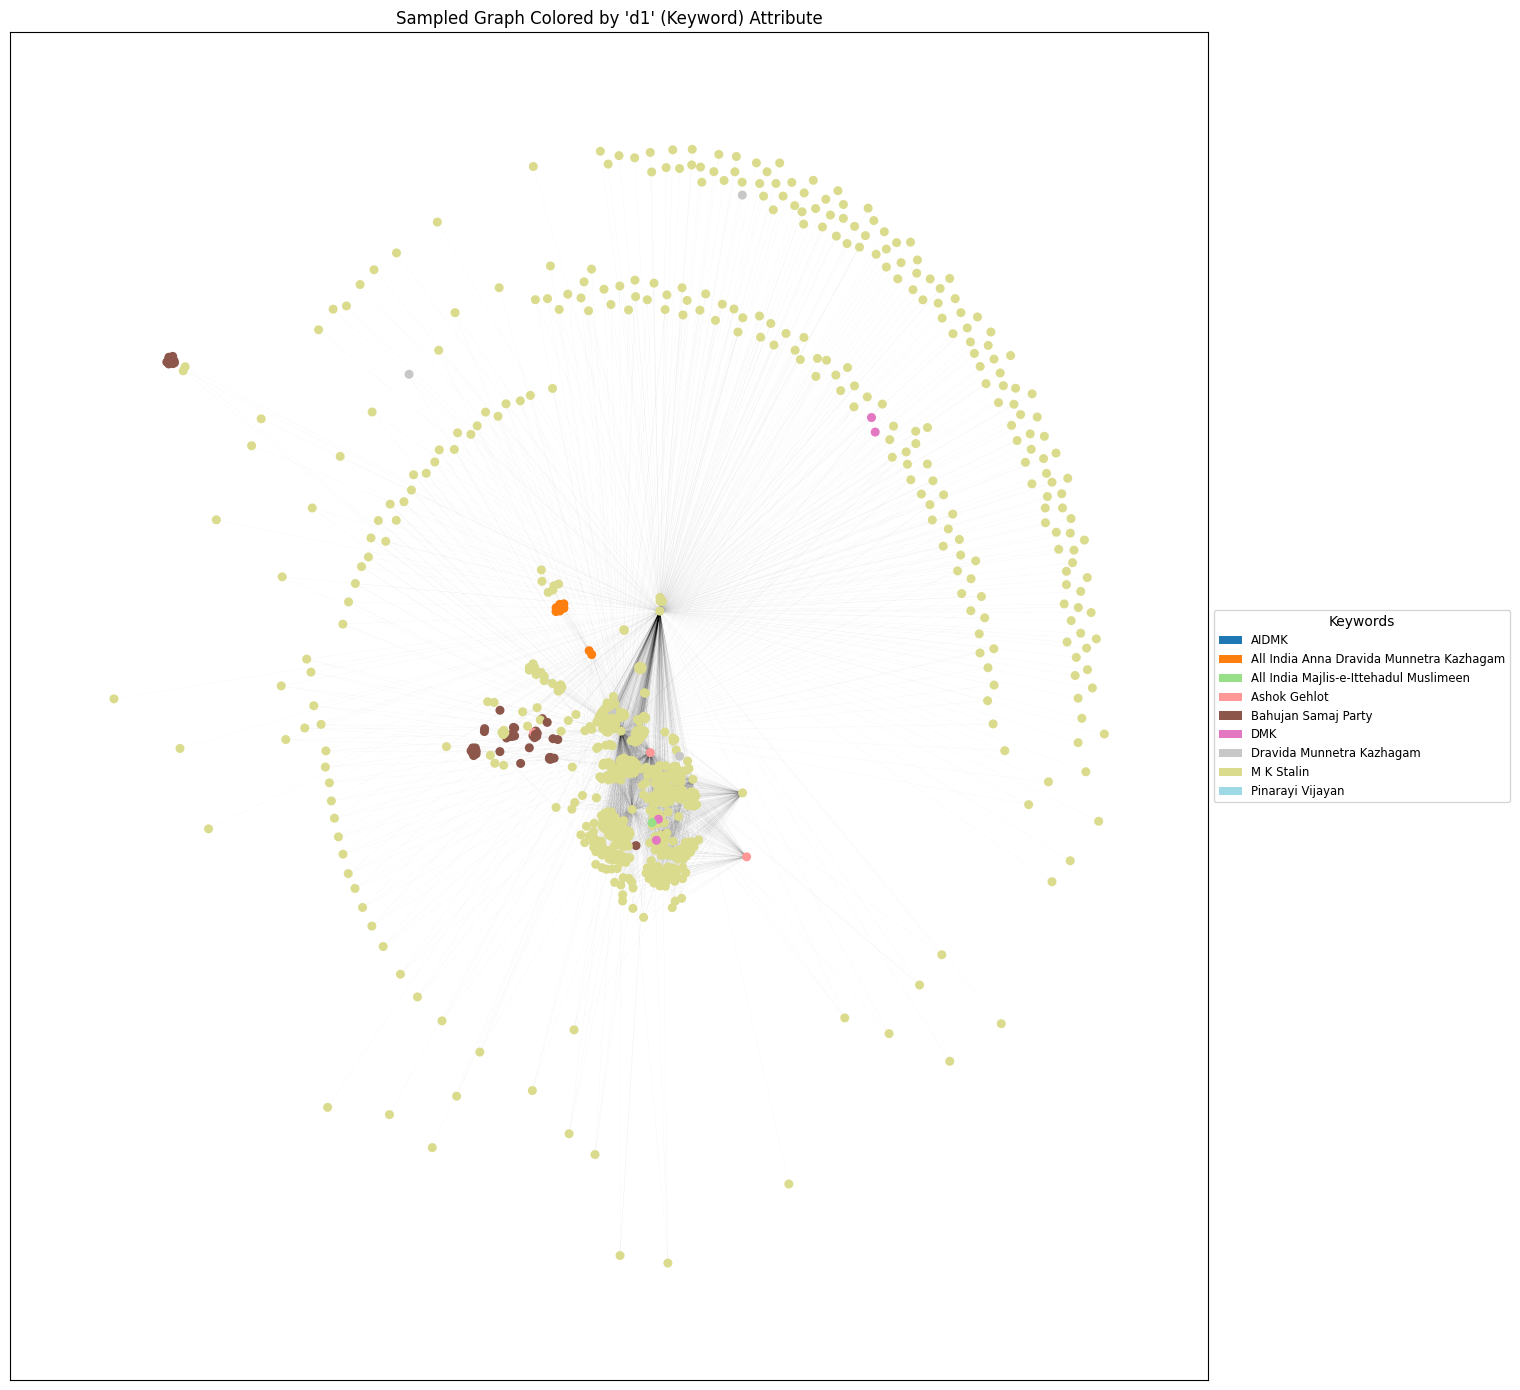 Sampled Graph Colored by 'd1' (Keyword) Attribute
Keywords
AIDMK
All India Anna Dravida Munnetra Kazhagam
All India Majlis-e-Ittehadul Muslimeen
Ashok Gehlot
Bahujan Samaj Party
DMK
Dravida Munnetra Kazhagam
M K Stalin
Pinarayi Vijayan